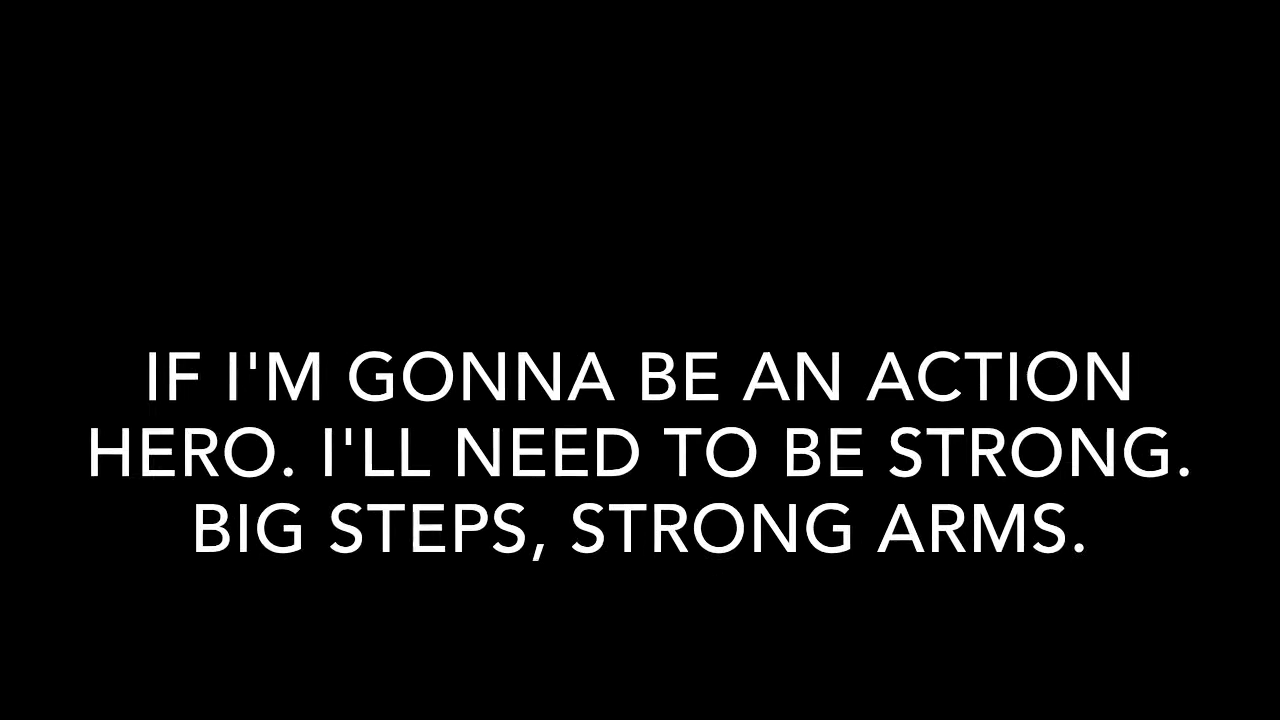 IF I'M GONNA BE AN ACTION
HERO. I'LL NEED TO BE STRONG.
BIG STEPS, STRONG ARMS.